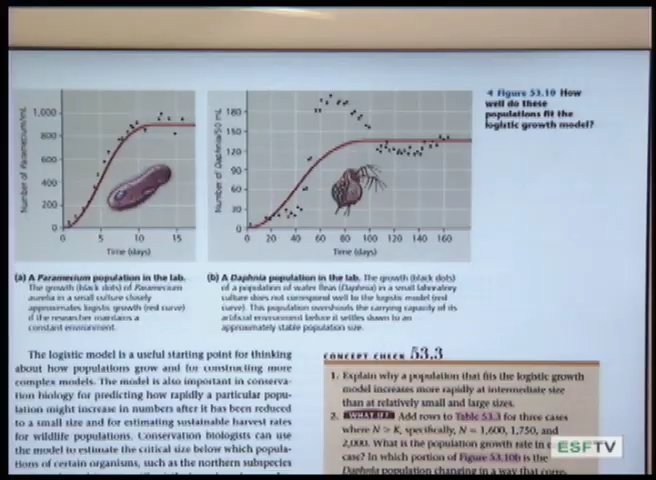 Number of Paramecium/mL
1,000
800
600
400
200
0
0 5 10 15
Time (days)
Number of Daphnia/50 mL
180
150
120
90
60
30
0
0 20 40 60 80 100 120 140 160
Time (days)
◄ Figure 53.10 How
well do these
populations fit the
logistic growth model?
(a) A Paramecium population in the lab.
The growth (black dots) of Paramecium
aurelia in a small culture closely
approximates logistic growth (red curve)
if the researcher maintains a
constant environment.
(b) A Daphnia population in the lab. The growth (black dots)
of a population of water fleas (Daphnia) in a small laboratory
culture does not correspond well to the logistic model (red
curve). This population overshoots the carrying capacity of its
artificial environment before it settles down to an
approximately stable population size.
The logistic model is a useful starting point for thinking
about how populations grow and for constructing more
complex models. The model is also important in conserva-
tion biology for predicting how rapidly a particular popu-
lation might increase in numbers after it has been reduced
to a small size and for estimating sustainable harvest rates
for wildlife populations. Conservation biologists can use
the model to estimate the critical size below which popula-
tions of certain organisms, such as the northern subspecies
CONCEPT CHECK 53.3
1. Explain why a population that fits the logistic growth
model increases more rapidly at intermediate size
than at relatively small and large sizes.
2. WHAT IF? Add rows to Table 53.3 for three cases
where N > K, specifically, N = 1,600, 1,750, and
2,000. What is the population growth rate in
case? In which portion of Figure 53.10b is the
Daphnia population changing in a way that
ESFTV